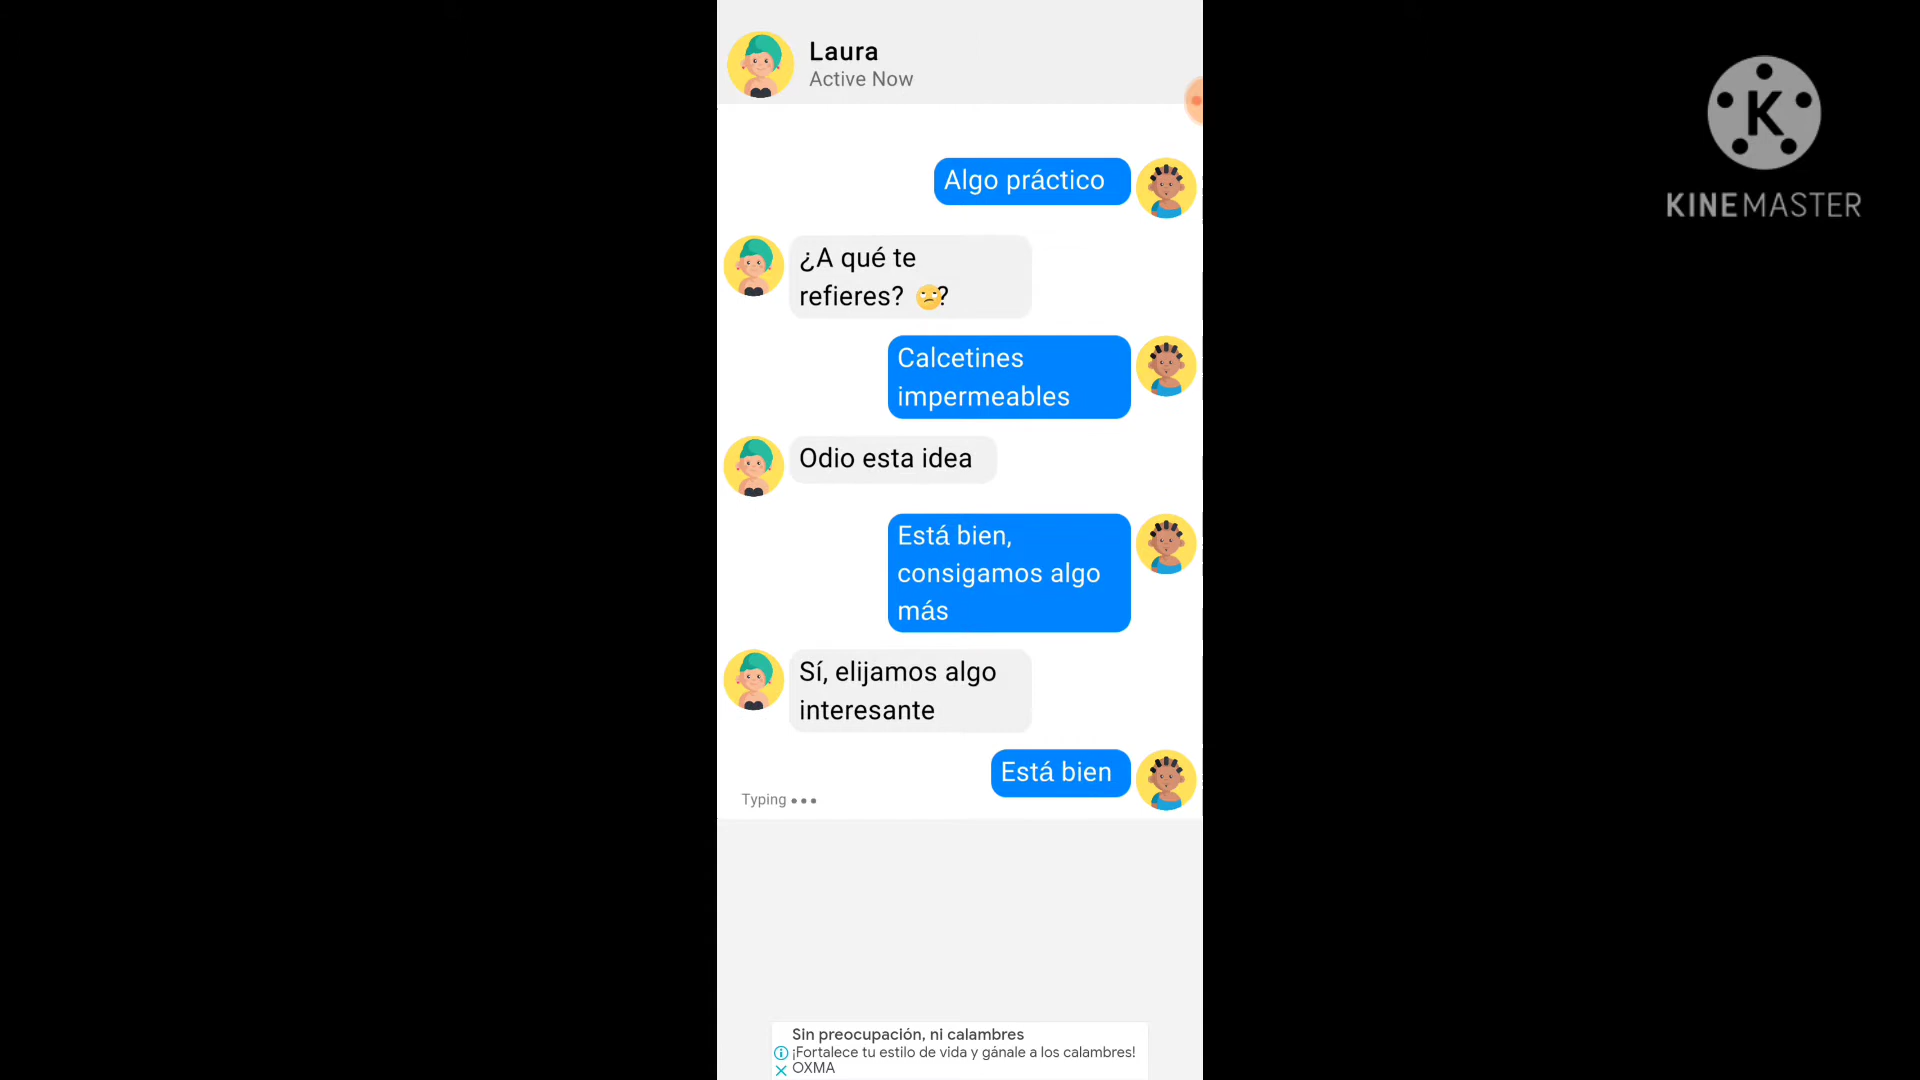 Laura
Active Now
KINEMASTER
Algo práctico
¿A qué te
refieres? 🙄?
Calcetines
impermeables
Odio esta idea
Está bien,
consigamos algo
más
Sí, elijamos algo
interesante
Está bien
Typing •••
Sin preocupación, ni calambres
¡Fortalece tu estilo de vida y gánale a los calambres!
OXMA